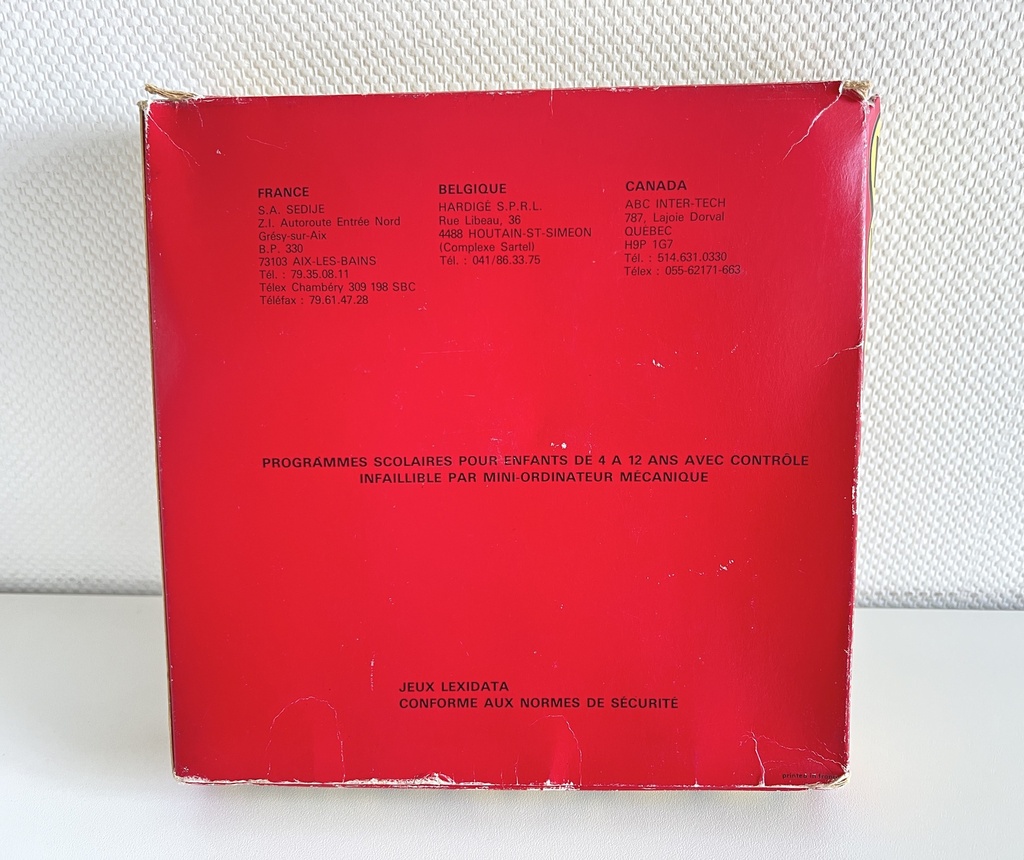 FRANCE
S.A. SEDIJE
Z.I. Autoroute Entrée Nord
Grésy-sur-Aix
B.P. 330
73103 AIX-LES-BAINS
Tél. : 79.35.08.11
Télex Chambéry 309 198 SBC
Téléfax : 79.61.47.28
BELGIQUE
HARDIGÉ S.P.R.L.
Rue Libeau, 36
4488 HOUTAIN-ST-SIMEON
(Complexe Sartel)
Tél. : 041/86.33.75
CANADA
ABC INTER-TECH
787, Lajoie Dorval
QUÉBEC
H9P 1G7
Tél. : 514.631.0330
Télex : 055-62171-663
PROGRAMMES SCOLAIRES POUR ENFANTS DE 4 A 12 ANS AVEC CONTRÔLE
INFAILLIBLE PAR MINI-ORDINATEUR MÉCANIQUE
JEUX LEXIDATA
CONFORME AUX NORMES DE SÉCURITÉ
printed in